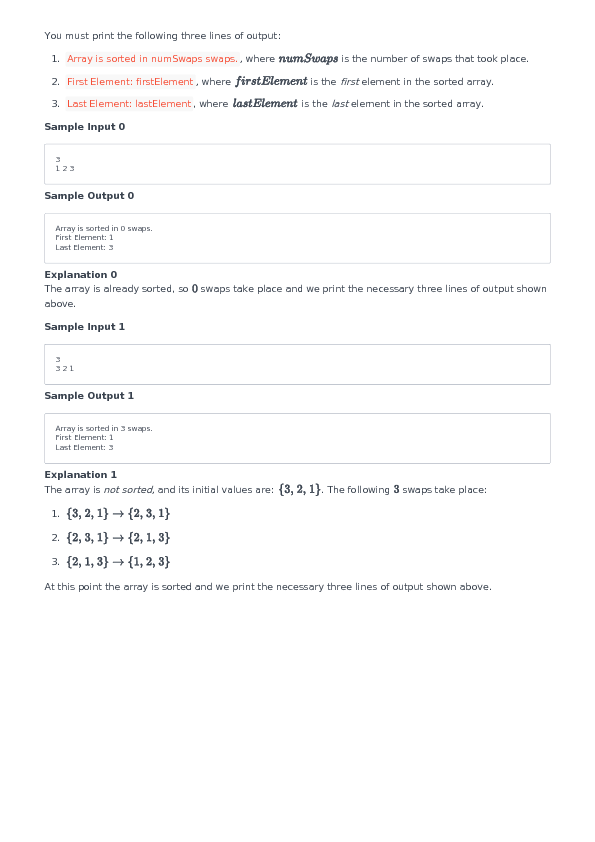 You must print the following three lines of output:
1. Array is sorted in numSwaps swaps. , where numSwaps is the number of swaps that took place.
2. First Element: firstElement , where firstElement is the first element in the sorted array.
3. Last Element: lastElement , where lastElement is the last element in the sorted array.
Sample Input 0
3
1 2 3
Sample Output 0
Array is sorted in 0 swaps.
First Element: 1
Last Element: 3
Explanation 0
The array is already sorted, so 0 swaps take place and we print the necessary three lines of output shown
above.
Sample Input 1
3
3 2 1
Sample Output 1
Array is sorted in 3 swaps.
First Element: 1
Last Element: 3
Explanation 1
The array is not sorted, and its initial values are: {3, 2, 1}. The following 3 swaps take place:
1. {3, 2, 1} → {2, 3, 1}
2. {2, 3, 1} → {2, 1, 3}
3. {2, 1, 3} → {1, 2, 3}
At this point the array is sorted and we print the necessary three lines of output shown above.